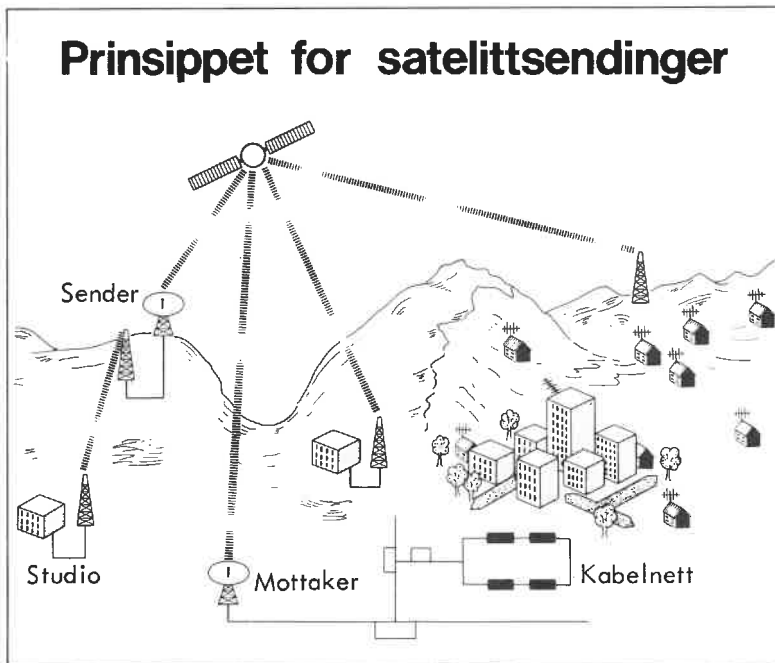 Prinsippet for satelittsendinger
Sender
Studio
Mottaker
Kabelnett